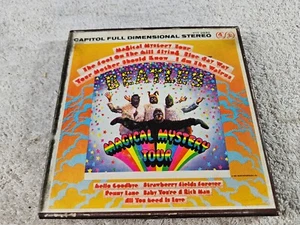 CAPITOL FULL DIMENSIONAL STEREO
Magical Mystery Tour
The Fool On The Hill Flying Blue Jay Way
Your Mother Should Know I Am the Walrus
BEATLES
MAGICAL MYSTERY
TOUR
Hello Goodbye Strawberry Fields Forever
Penny Lane Baby You're A Rich Man
All You Need Is Love